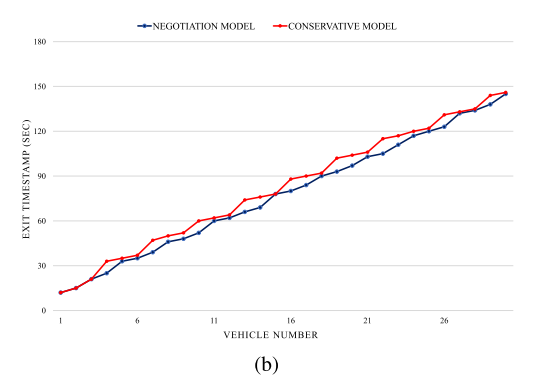 NEGOTIATION MODEL CONSERVATIVE MODEL
180
150
120
90
60
30
0
EXIT TIMESTAMP (SEC)
1 6 11 16 21 26
VEHICLE NUMBER
(b)